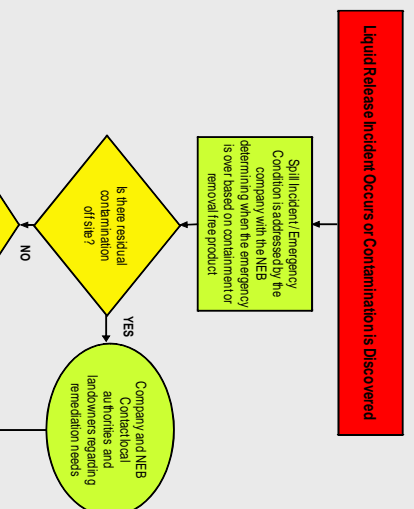 Liquid Release Incident Occurs or Contamination is Discovered
Spill Incident / Emergency
Condition is addressed by the
company with the NEB
determining when the emergency
is over based on containment or
removal free product
Is there residual
contamination
off site?
YES
NO
Company and NEB
Contact local
authorities and
landowners regarding
remediation needs